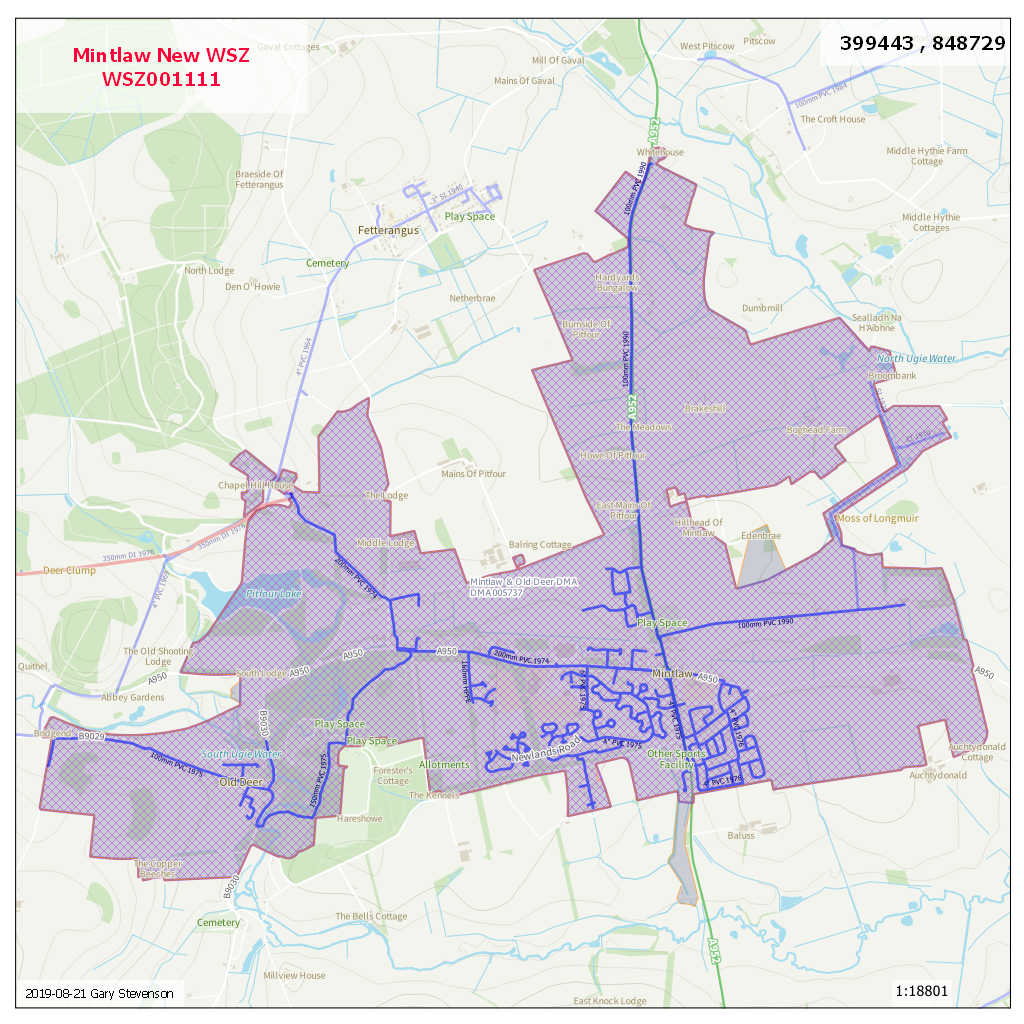 Mintlaw New WSZ
WSZ001111
399443 , 848729
Gaval Cottages
West Pitscow
Pitscow
Mill Of Gaval
Mains Of Gaval
100mm PVC 1984
The Croft House
A952
Whitehouse
Middle Hythie Farm
Cottage
Braeside Of
Fetterangus
100mm PVC 1990
3" SI 1940
Play Space
Fetterangus
Middle Hythie
Cottages
Cemetery
North Lodge
Den O' Howie
Hardyards
Bungalow
Netherbrae
Dumbmill
Sealladh Na
H'Aibhne
Burnside Of
Pitfour
4" PVC 1964
100mm PVC 1990
North Ugie Water
Broombank
A952
Brakeshill
The Meadows
Boghead Farm
CI 1910
Howe Of Pitfour
Mains Of Pitfour
Chapel Hill House
The Lodge
East Mains Of
Pitfour
Hillhead Of
Mintlaw
Moss of Longmuir
Edenbrae
350mm DI 1976
350mm DI 1976
Middle Lodge
Balring Cottage
Deer Clump
200mm PVC 1974
Mintlaw & Old Deer DMA
DMA005737
Pitfour Lake
Play Space
100mm PVC 1990
The Old Shooting
Lodge
Quithel
A950
South Lodge
A950
A950
A950
200mm PVC 1974
160mm HPPE
Mintlaw
A950
A950
Abbey Gardens
B9030
Play Space
Bridgend
B9029
Play Space
4" PVC 1975
4" PVC 1976
Newlands Road
South Ugie Water
100mm PVC 1975
Old Deer
150mm PVC 1975
Forester's
Cottage
Allotments
Other Sports
Facility
4" PVC 1976
Auchtydonald
Cottage
Auchtydonald
The Kennels
Hareshowe
Baluss
The Copper
Beeches
B9030
Cemetery
The Bells Cottage
A952
Millview House
2019-08-21 Gary Stevenson
East Knock Lodge
1:18801